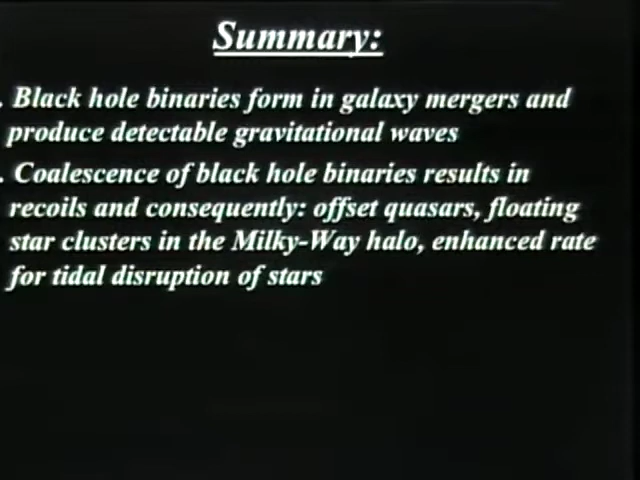 Summary:
. Black hole binaries form in galaxy mergers and
produce detectable gravitational waves
. Coalescence of black hole binaries results in
recoils and consequently: offset quasars, floating
star clusters in the Milky-Way halo, enhanced rate
for tidal disruption of stars